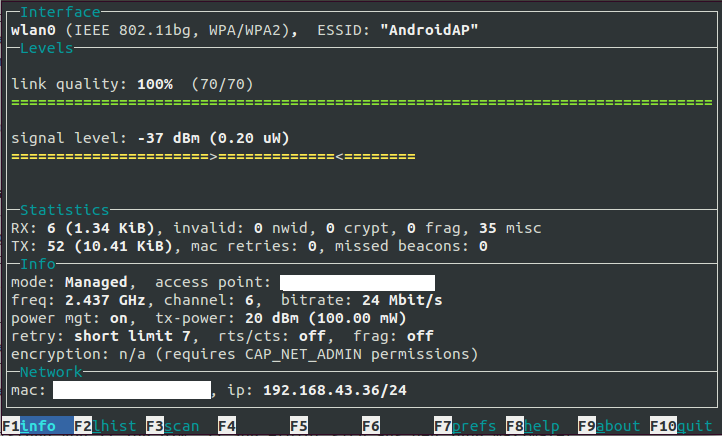 Interface
wlan0 (IEEE 802.11bg, WPA/WPA2), ESSID: "AndroidAP"
Levels
link quality: 100% (70/70)
==============================================================================
signal level: -37 dBm (0.20 uW)
======================>=============<========
Statistics
RX: 6 (1.34 KiB), invalid: 0 nwid, 0 crypt, 0 frag, 35 misc
TX: 52 (10.41 KiB), mac retries: 0, missed beacons: 0
Info
mode: Managed, access point:
freq: 2.437 GHz, channel: 6, bitrate: 24 Mbit/s
power mgt: on, tx-power: 20 dBm (100.00 mW)
retry: short limit 7, rts/cts: off, frag: off
encryption: n/a (requires CAP_NET_ADMIN permissions)
Network
mac: , ip: 192.168.43.36/24
F1info F2lhist F3scan F4 F5 F6 F7prefs F8help F9about F10quit